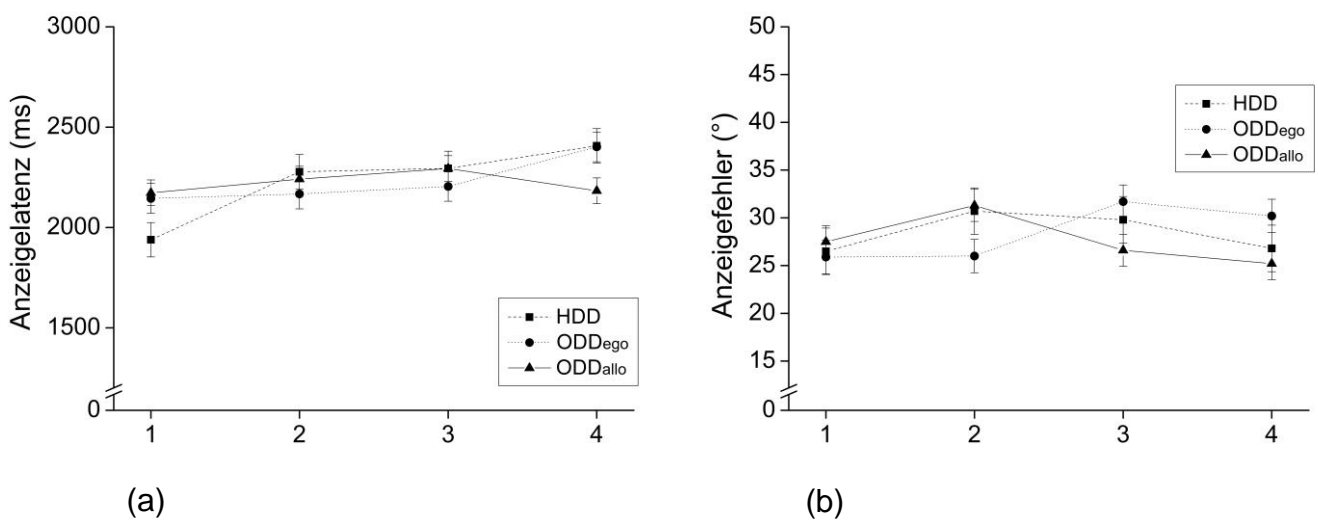 3000
2500
2000
1500
0
Anzeigelatenz (ms)
HDD
ODDego
ODDallo
1 2 3 4
(a)
50
45
40
35
30
25
20
15
0
Anzeigefehler (°)
HDD
ODDego
ODDallo
1 2 3 4
(b)